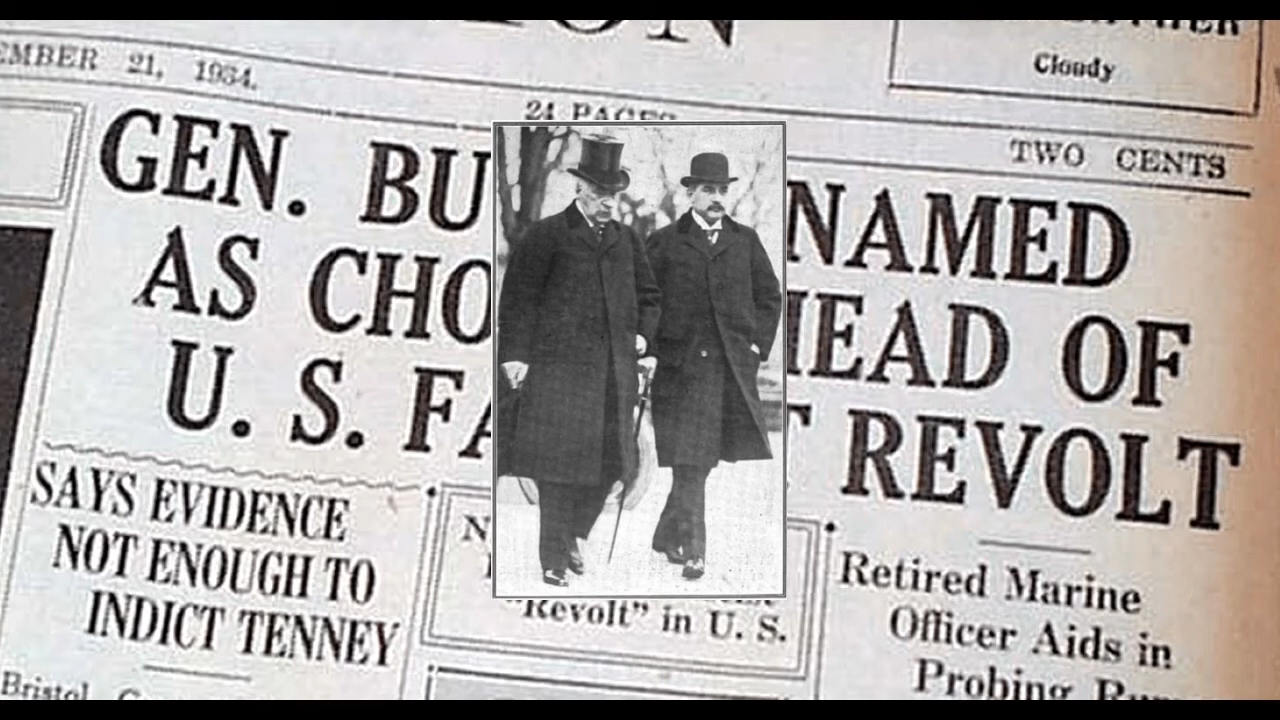 EMBER 21, 1934.
Cloudy
24 PAGES
TWO CENTS
GEN. BU NAMED
AS CHO HEAD OF
U. S. FA T REVOLT
SAYS EVIDENCE
NOT ENOUGH TO
INDICT TENNEY
Bristol
N
"Revolt" in U. S.
Retired Marine
Officer Aids in
Probing